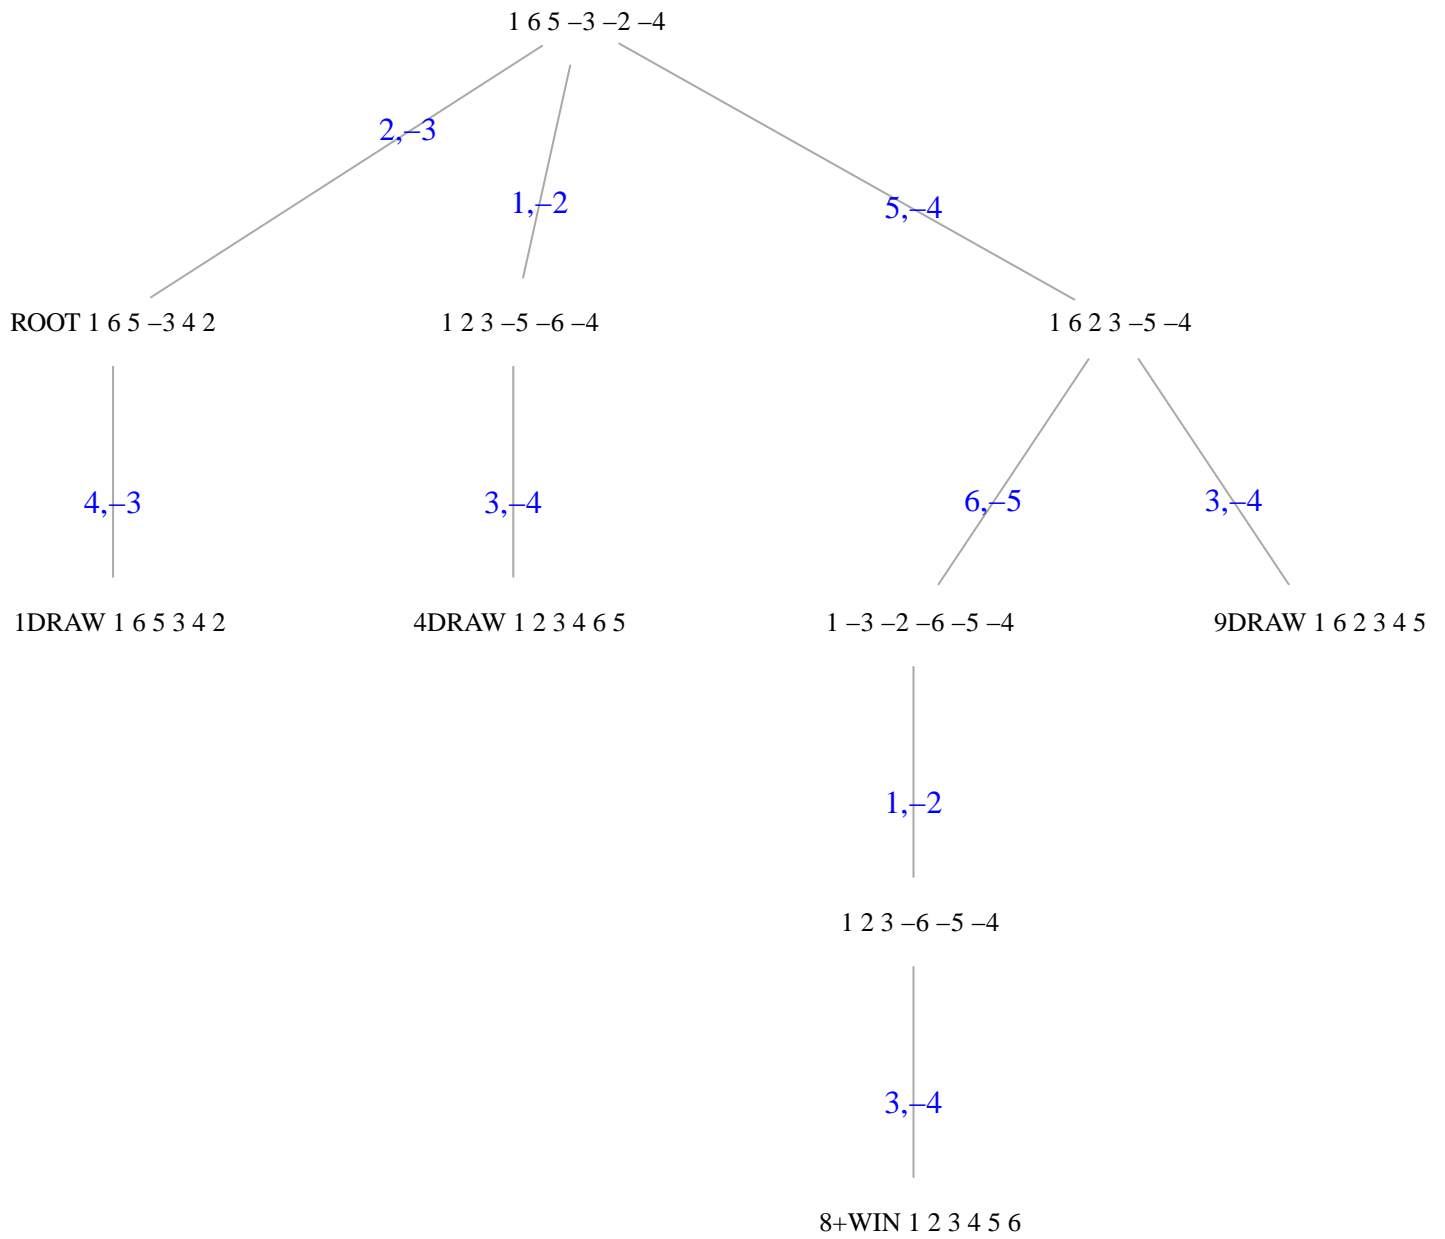 1 6 5 –3 –2 –4
2,–3
1,–2
5,–4
ROOT 1 6 5 –3 4 2
1 2 3 –5 –6 –4
1 6 2 3 –5 –4
4,–3
3,–4
6,–5
3,–4
1DRAW 1 6 5 3 4 2
4DRAW 1 2 3 4 6 5
1 –3 –2 –6 –5 –4
9DRAW 1 6 2 3 4 5
1,–2
1 2 3 –6 –5 –4
3,–4
8+WIN 1 2 3 4 5 6